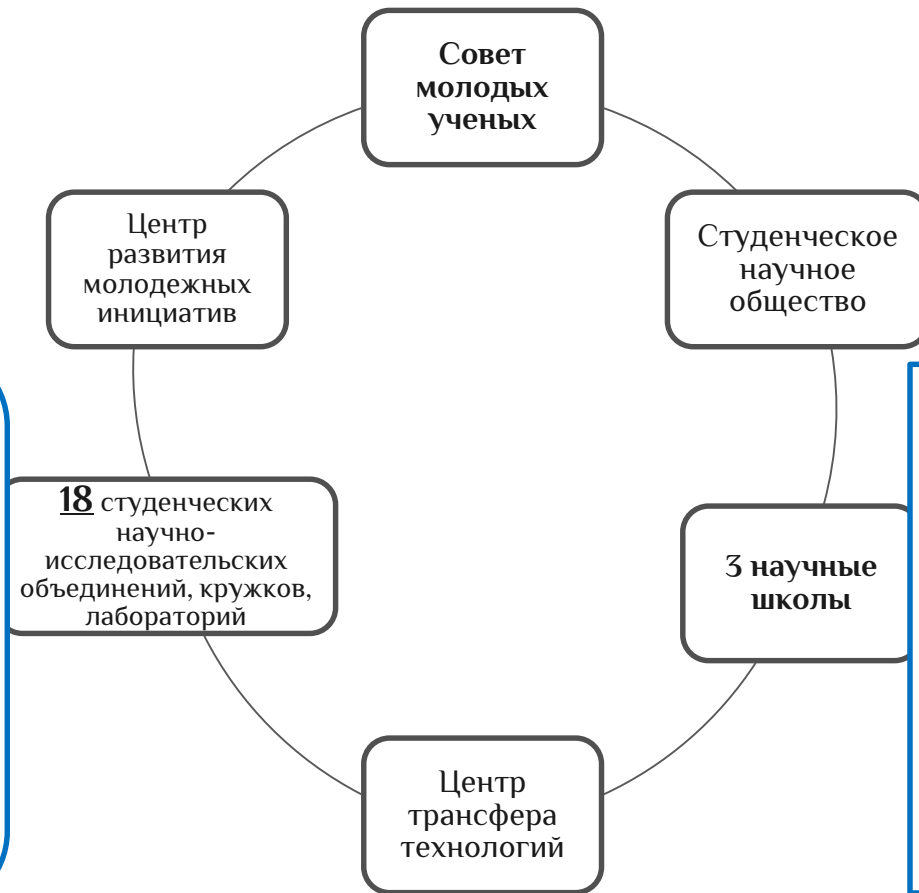 Совет
молодых
ученых
Студенческое
научное
общество
3 научные
школы
Центр
трансфера
технологий
18 студенческих
научно-
исследовательских
объединений, кружков,
лабораторий
Центр
развития
молодежных
инициатив